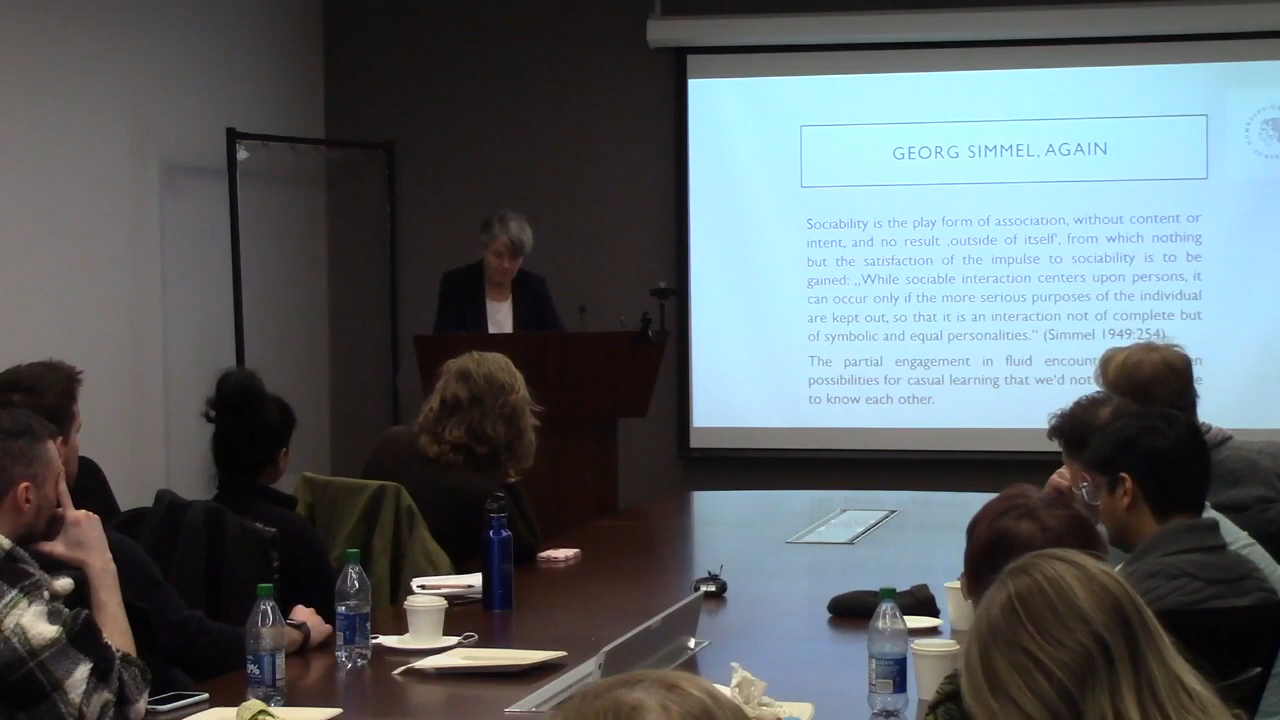 GEORG SIMMEL, AGAIN
Sociability is the play form of association, without content or
intent, and no result ‚outside of itself', from which nothing
but the satisfaction of the impulse to sociability is to be
gained: „While sociable interaction centers upon persons, it
can occur only if the more serious purposes of the individual
are kept out, so that it is an interaction not of complete but
of symbolic and equal personalities." (Simmel 1949:254)
The partial engagement in fluid
possibilities for casual learning that we'd not
to know each other.